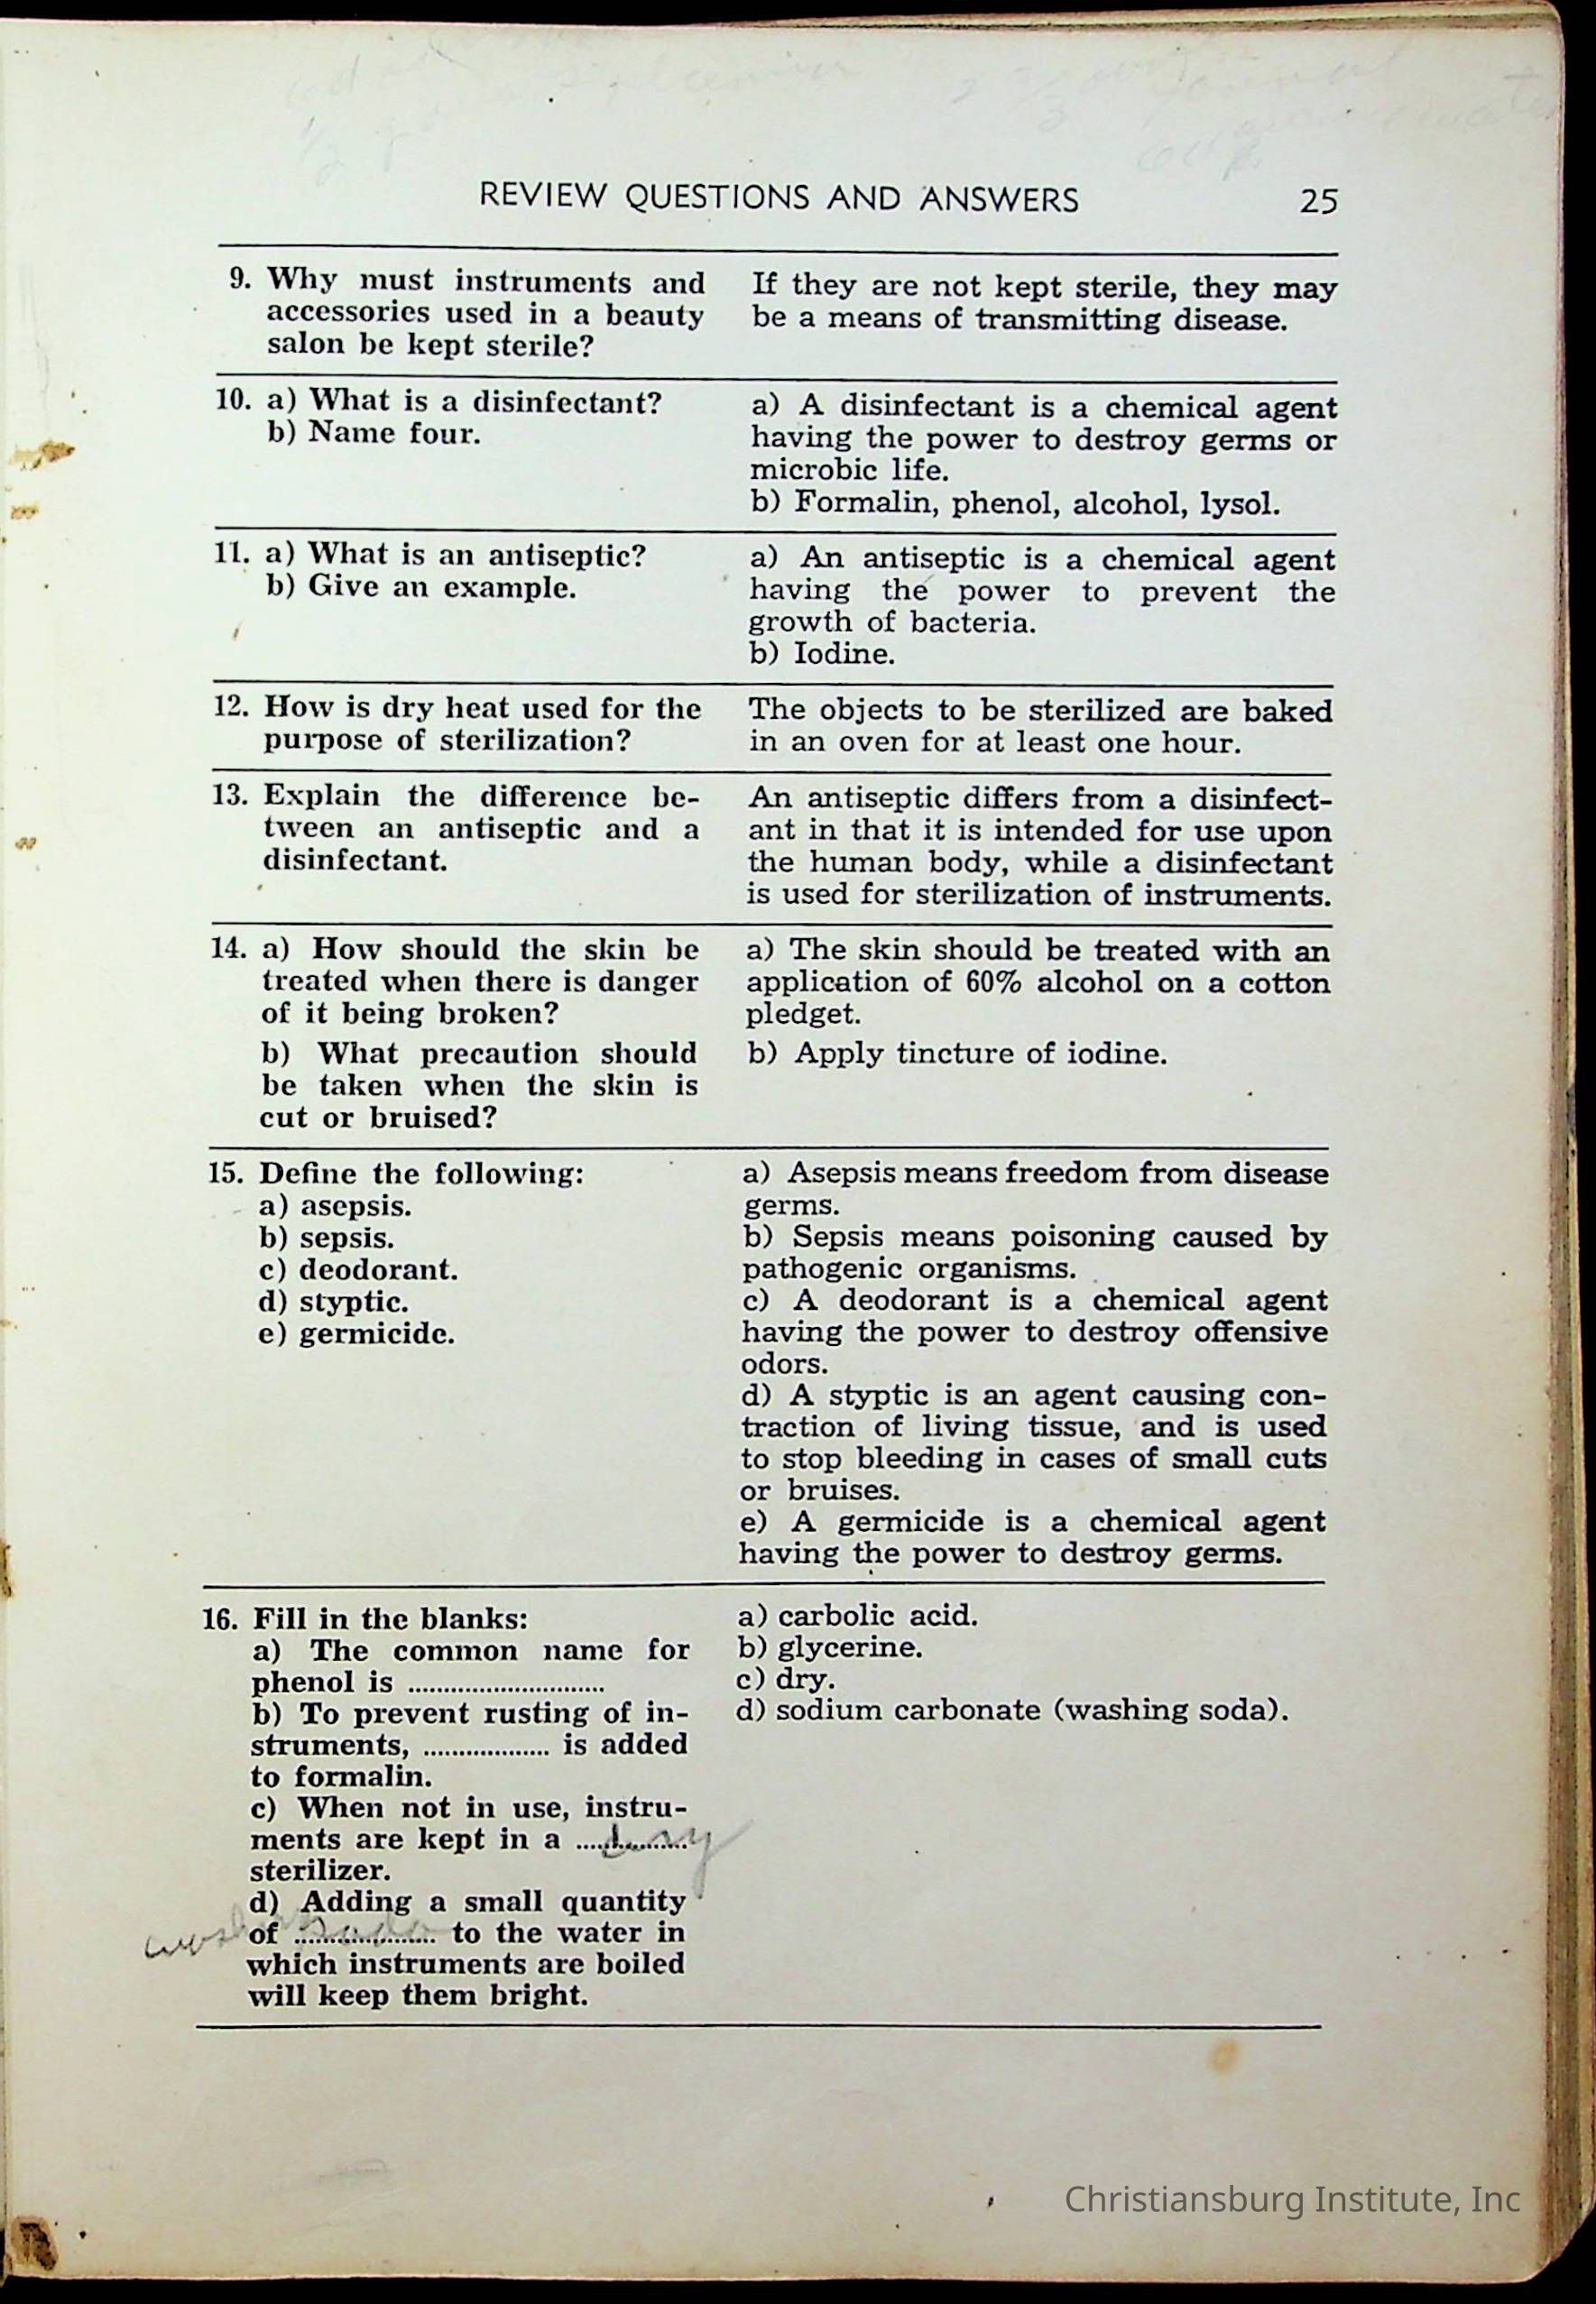 REVIEW QUESTIONS AND ANSWERS 25
9. Why must instruments and
accessories used in a beauty
salon be kept sterile?
If they are not kept sterile, they may
be a means of transmitting disease.
10. a) What is a disinfectant?
b) Name four.
a) A disinfectant is a chemical agent
having the power to destroy germs or
microbic life.
b) Formalin, phenol, alcohol, lysol.
11. a) What is an antiseptic?
b) Give an example.
a) An antiseptic is a chemical agent
having the power to prevent the
growth of bacteria.
b) Iodine.
12. How is dry heat used for the
purpose of sterilization?
The objects to be sterilized are baked
in an oven for at least one hour.
13. Explain the difference be-
tween an antiseptic and a
disinfectant.
An antiseptic differs from a disinfect-
ant in that it is intended for use upon
the human body, while a disinfectant
is used for sterilization of instruments.
14. a) How should the skin be
treated when there is danger
of it being broken?
b) What precaution should
be taken when the skin is
cut or bruised?
a) The skin should be treated with an
application of 60% alcohol on a cotton
pledget.
b) Apply tincture of iodine.
15. Define the following:
a) asepsis.
b) sepsis.
c) deodorant.
d) styptic.
e) germicide.
a) Asepsis means freedom from disease
germs.
b) Sepsis means poisoning caused by
pathogenic organisms.
c) A deodorant is a chemical agent
having the power to destroy offensive
odors.
d) A styptic is an agent causing con-
traction of living tissue, and is used
to stop bleeding in cases of small cuts
or bruises.
e) A germicide is a chemical agent
having the power to destroy germs.
16. Fill in the blanks:
a) The common name for
phenol is ............................
b) To prevent rusting of in-
struments, .................. is added
to formalin.
c) When not in use, instru-
ments are kept in a dry
sterilizer.
d) Adding a small quantity
of washing soda to the water in
which instruments are boiled
will keep them bright.
a) carbolic acid.
b) glycerine.
c) dry.
d) sodium carbonate (washing soda).
Christiansburg Institute, Inc